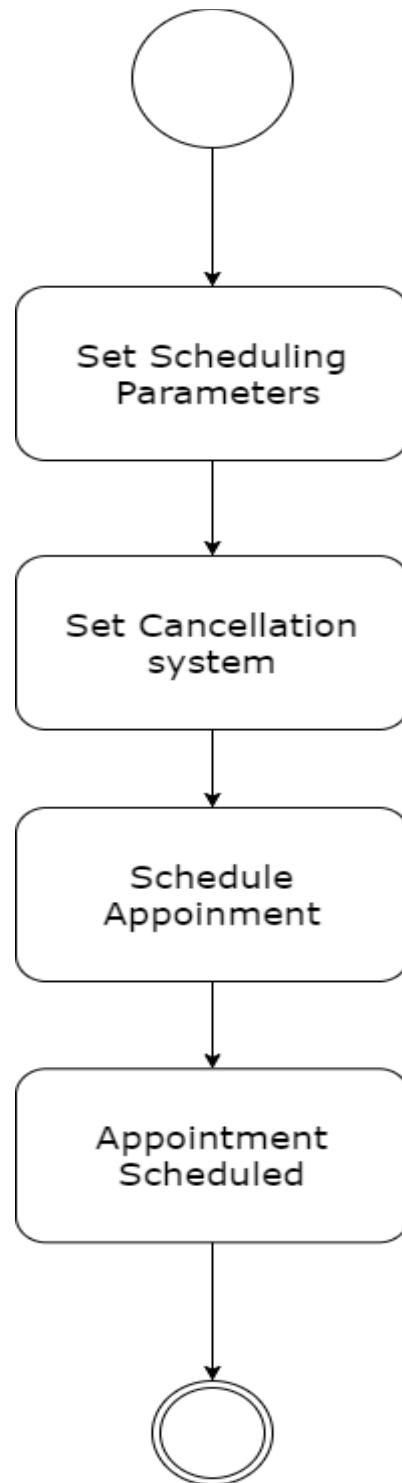 Set Scheduling
Parameters
Set Cancellation
system
Schedule
Appoinment
Appointment
Scheduled